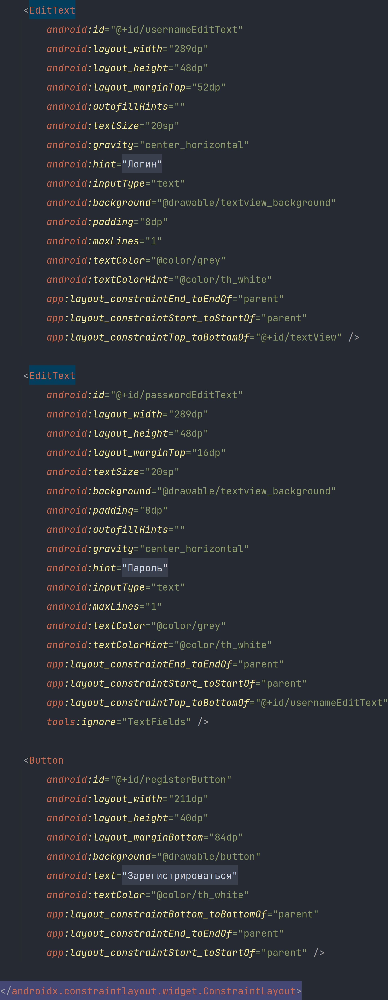 <EditText
android:id="@+id/usernameEditText"
android:layout_width="289dp"
android:layout_height="48dp"
android:layout_marginTop="52dp"
android:autofillHints=""
android:textSize="20sp"
android:gravity="center_horizontal"
android:hint="Логин"
android:inputType="text"
android:background="@drawable/textview_background"
android:padding="8dp"
android:maxLines="1"
android:textColor="@color/grey"
android:textColorHint="@color/th_white"
app:layout_constraintEnd_toEndOf="parent"
app:layout_constraintStart_toStartOf="parent"
app:layout_constraintTop_toBottomOf="@+id/textView" />
<EditText
android:id="@+id/passwordEditText"
android:layout_width="289dp"
android:layout_height="48dp"
android:layout_marginTop="16dp"
android:textSize="20sp"
android:background="@drawable/textview_background"
android:padding="8dp"
android:autofillHints=""
android:gravity="center_horizontal"
android:hint="Пароль"
android:inputType="text"
android:maxLines="1"
android:textColor="@color/grey"
android:textColorHint="@color/th_white"
app:layout_constraintEnd_toEndOf="parent"
app:layout_constraintStart_toStartOf="parent"
app:layout_constraintTop_toBottomOf="@+id/usernameEditText"
tools:ignore="TextFields" />
<Button
android:id="@+id/registerButton"
android:layout_width="211dp"
android:layout_height="40dp"
android:layout_marginBottom="84dp"
android:background="@drawable/button"
android:text="Зарегистрироваться"
android:textColor="@color/th_white"
app:layout_constraintBottom_toBottomOf="parent"
app:layout_constraintEnd_toEndOf="parent"
app:layout_constraintStart_toStartOf="parent" />
</androidx.constraintlayout.widget.ConstraintLayout>